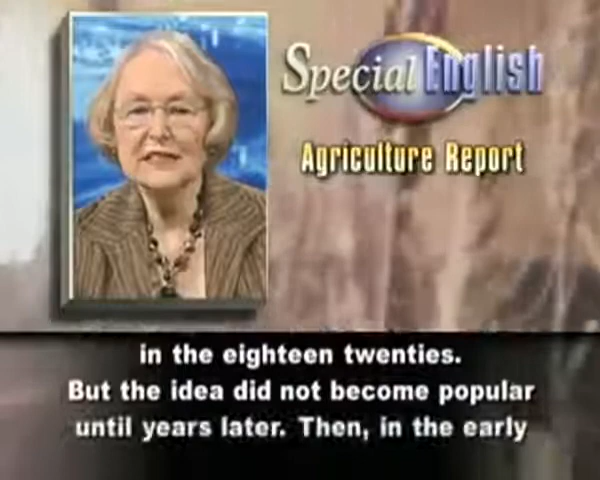 Special English
Agriculture Report
in the eighteen twenties.
But the idea did not become popular
until years later. Then, in the early